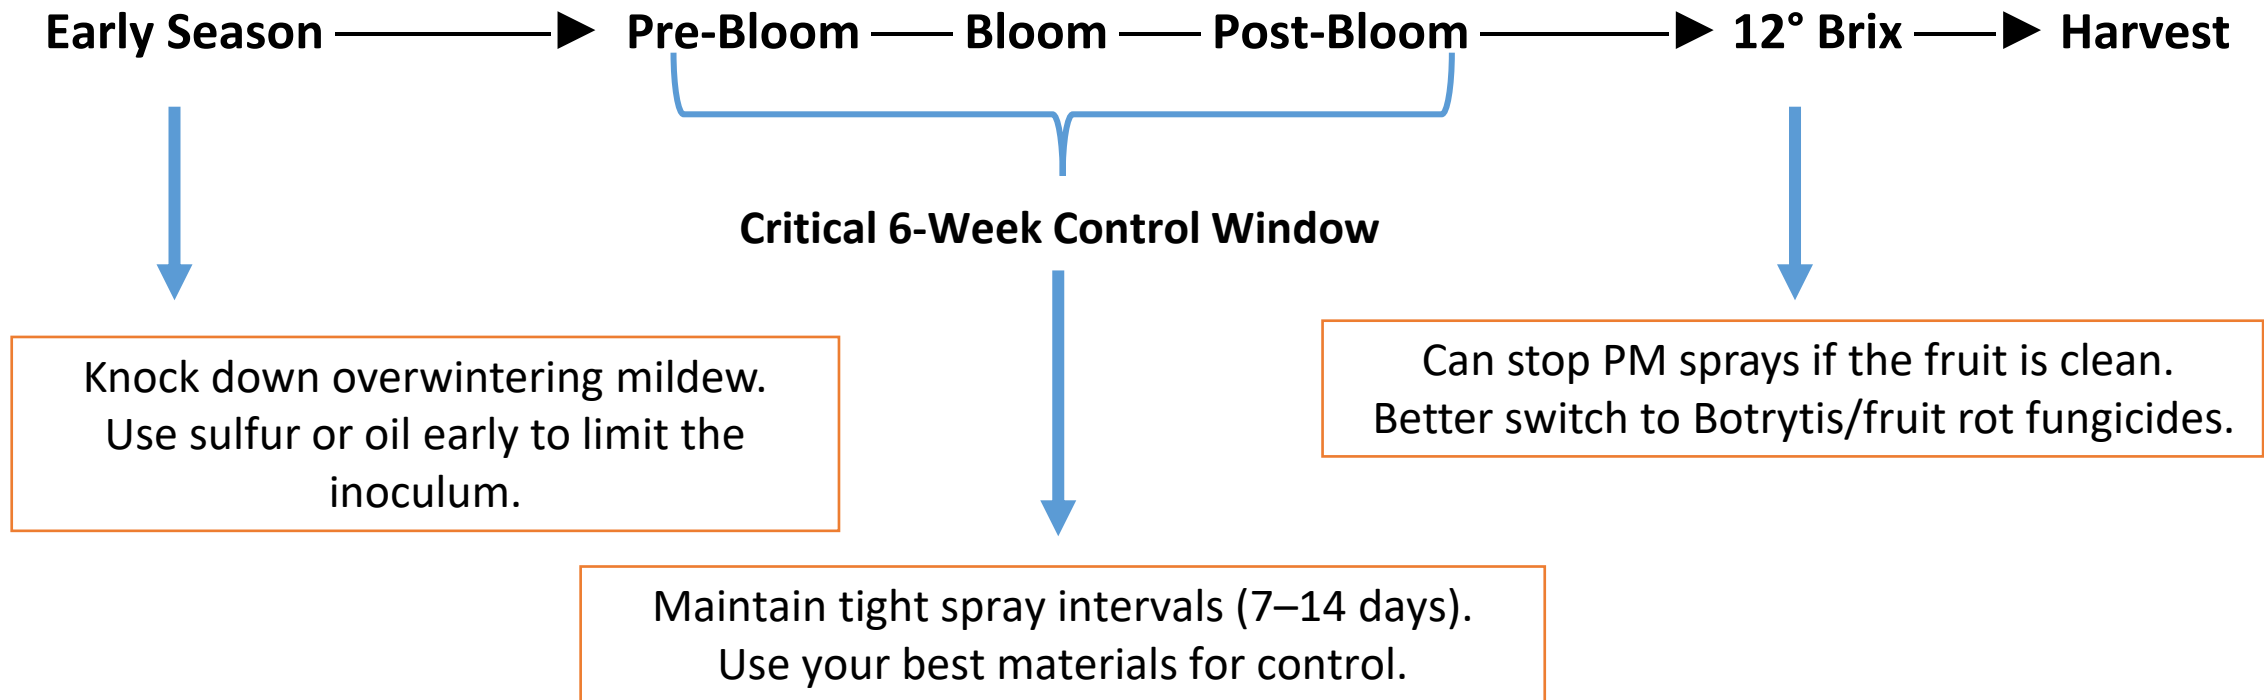 Early Season Pre-Bloom Bloom Post-Bloom 12° Brix Harvest
Critical 6-Week Control Window
Knock down overwintering mildew.
Use sulfur or oil early to limit the
inoculum.
Can stop PM sprays if the fruit is clean.
Better switch to Botrytis/fruit rot fungicides.
Maintain tight spray intervals (7–14 days).
Use your best materials for control.